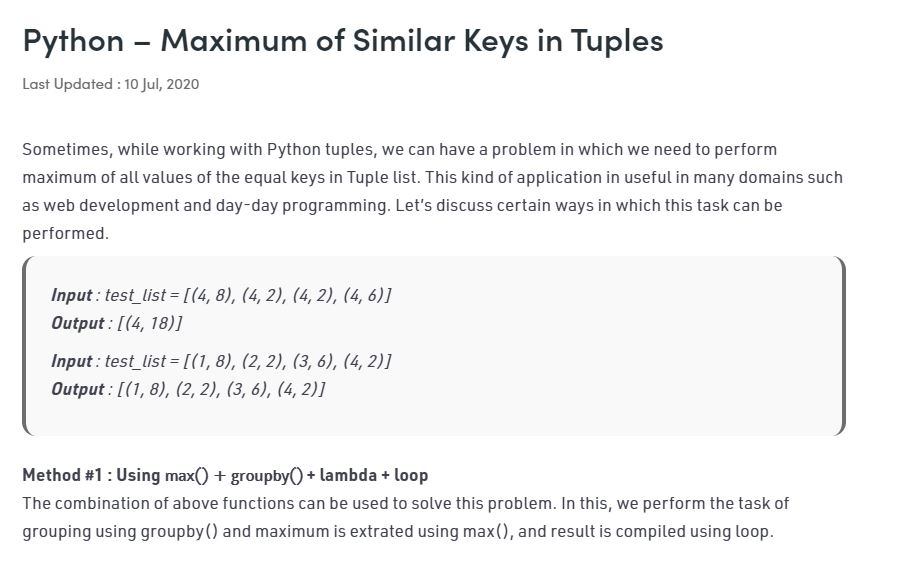 Python – Maximum of Similar Keys in Tuples
Last Updated : 10 Jul, 2020
Sometimes, while working with Python tuples, we can have a problem in which we need to perform
maximum of all values of the equal keys in Tuple list. This kind of application in useful in many domains such
as web development and day-day programming. Let’s discuss certain ways in which this task can be
performed.
Input : test_list = [(4, 8), (4, 2), (4, 2), (4, 6)]
Output : [(4, 18)]
Input : test_list = [(1, 8), (2, 2), (3, 6), (4, 2)]
Output : [(1, 8), (2, 2), (3, 6), (4, 2)]
Method #1 : Using max() + groupby() + lambda + loop
The combination of above functions can be used to solve this problem. In this, we perform the task of
grouping using groupby() and maximum is extrated using max(), and result is compiled using loop.